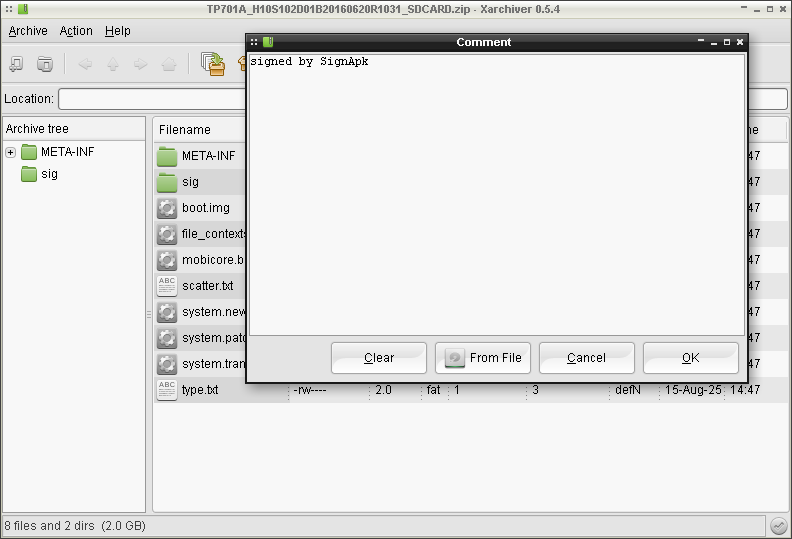 TP701A_H10S102D01B20160620R1031_SDCARD.zip - Xarchiver 0.5.4
Archive Action Help
Comment
signed by SignApk
Location:
Archive tree
META-INF
sig
Filename
META-INF :47
sig :47
boot.img :47
file_contexts :47
mobicore.b :47
scatter.txt :47
system.new :47
system.patc :47
system.tran :47
type.txt -rw---- 2.0 fat 1 3 defN 15-Aug-25 14:47
Clear From File Cancel OK
8 files and 2 dirs (2.0 GB)